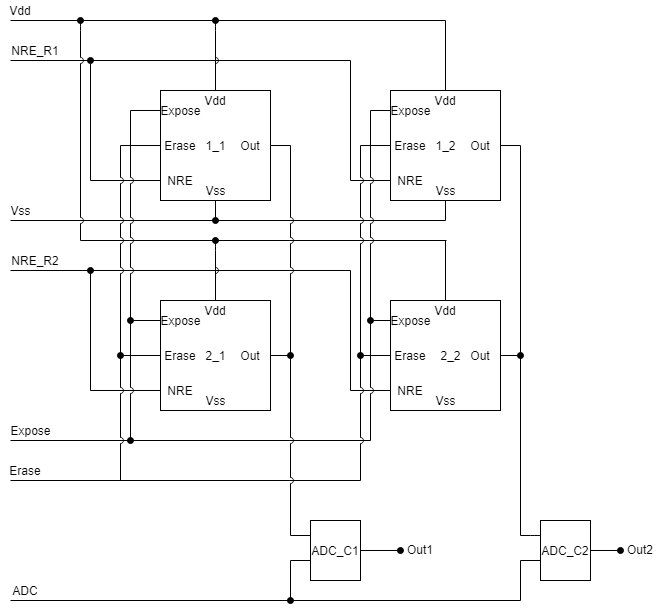 Vdd
NRE_R1
Vdd Vdd
Expose Expose
Erase 1_1 Out Erase 1_2 Out
NRE NRE
Vss Vss
Vss
NRE_R2
Vdd Vdd
Expose Expose
Erase 2_1 Out Erase 2_2 Out
NRE NRE
Vss Vss
Expose
Erase
ADC_C1 Out1 ADC_C2 Out2
ADC